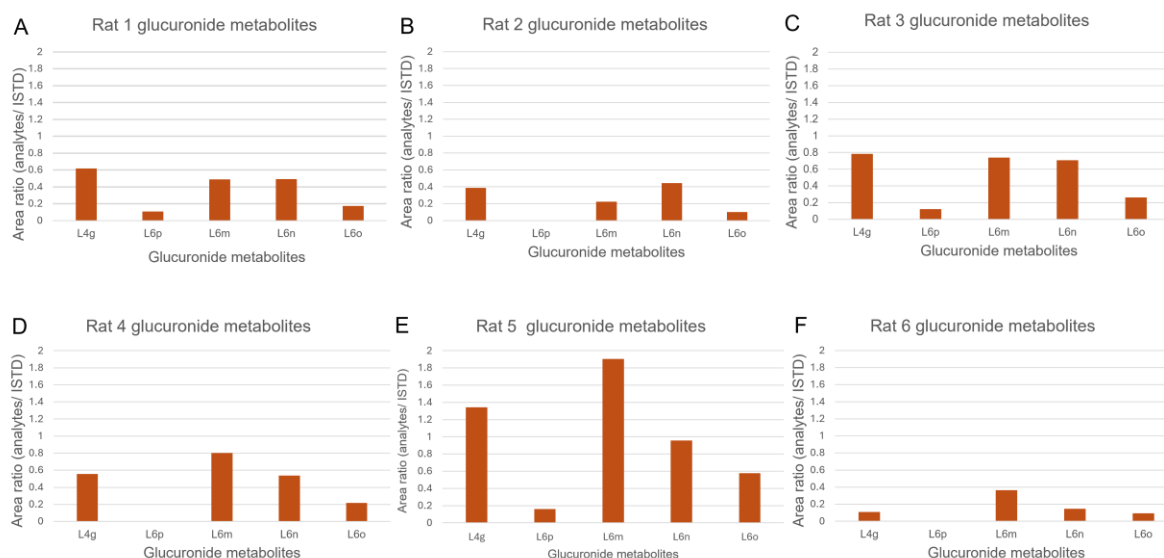 A
Rat 1 glucuronide metabolites
Area ratio (analytes/ ISTD)
2
1.8
1.6
1.4
1.2
1
0.8
0.6
0.4
0.2
0
L4g L6p L6m L6n L6o
Glucuronide metabolites
B
Rat 2 glucuronide metabolites
Area ratio (analytes/ ISTD)
2
1.8
1.6
1.4
1.2
1
0.8
0.6
0.4
0.2
0
L4g L6p L6m L6n L6o
Glucuronide metabolites
C
Rat 3 glucuronide metabolites
Area ratio (analytes/ ISTD)
2
1.8
1.6
1.4
1.2
1
0.8
0.6
0.4
0.2
0
L4g L6p L6m L6n L6o
Glucuronide metabolites
D
Rat 4 glucuronide metabolites
Area ratio (analytes/ ISTD)
2
1.8
1.6
1.4
1.2
1
0.8
0.6
0.4
0.2
0
L4g L6p L6m L6n L6o
Glucuronide metabolites
E
Rat 5 glucuronide metabolites
Area ratio (analytes/ ISTD)
2
1.8
1.6
1.4
1.2
1
0.8
0.6
0.4
0.2
0
L4g L6p L6m L6n L6o
Glucuronide metabolites
F
Rat 6 glucuronide metabolites
Area ratio (analytes/ ISTD)
2
1.8
1.6
1.4
1.2
1
0.8
0.6
0.4
0.2
0
L4g L6p L6m L6n L6o
Glucuronide metabolites